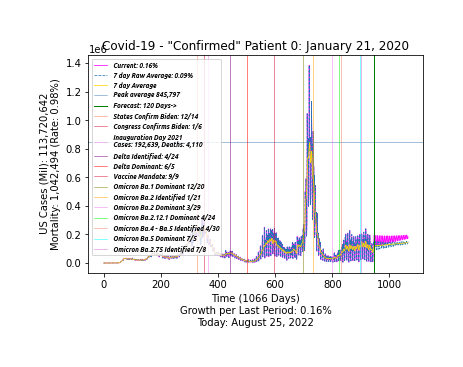 Covid-19 - "Confirmed" Patient 0: January 21, 2020
1e6
1.4
1.2
1.0
0.8
0.6
0.4
0.2
0.0
US Cases (Mil): 113,720,642
Mortality: 1,042,494 (Rate: 0.98%)
Current: 0.16%
7 day Raw Average: 0.09%
7 day Average
Peak average 845,797
Forecast: 120 Days->
States Confirm Biden: 12/14
Congress Confirms Biden: 1/6
Inauguration Day 2021
Cases: 192,639, Deaths: 4,110
Delta Identified: 4/24
Delta Dominant: 6/5
Vaccine Mandate: 9/9
Omicron Ba.1 Dominant 12/20
Omicron Ba.2 Identified 1/21
Omicron Ba.2 Dominant 3/29
Omicron Ba.2.12.1 Dominant 4/24
Omicron Ba.4 - Ba.5 Identified 4/30
Omicron Ba.5 Dominant 7/5
Omicron Ba.2.75 Identified 7/8
0 200 400 600 800 1000
Time (1066 Days)
Growth per Last Period: 0.16%
Today: August 25, 2022